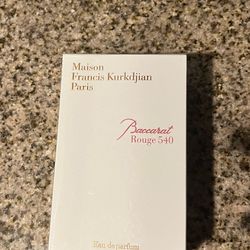 Maison
Francis Kurkdjian
Paris
Baccarat
Rouge 540
Eau de parfum